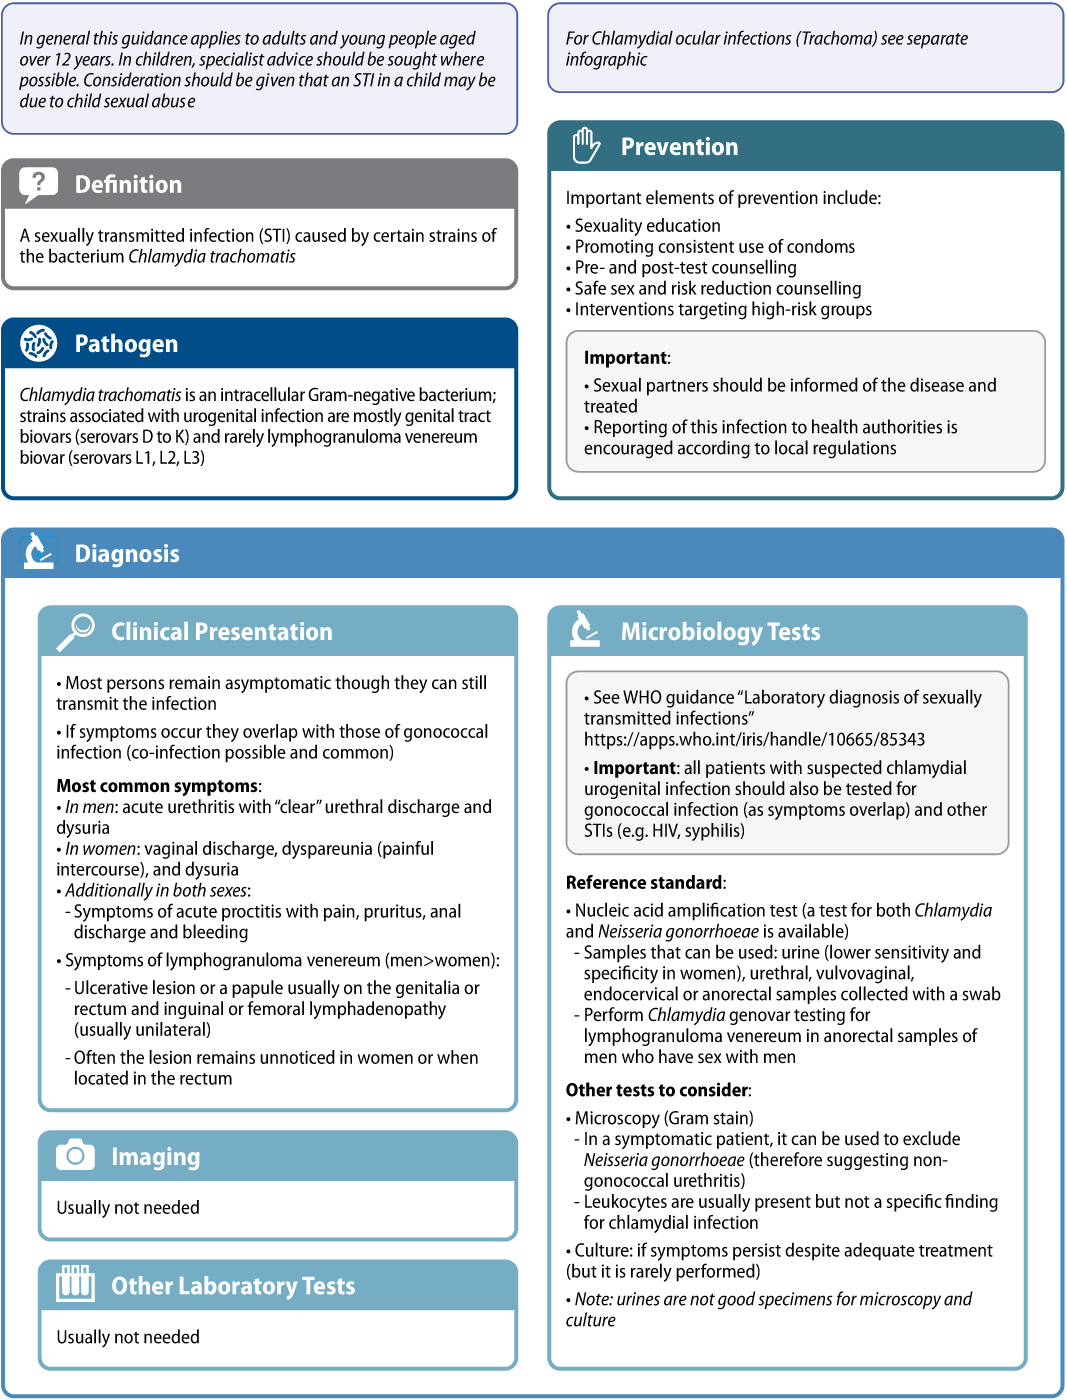 In general this guidance applies to adults and young people aged
over 12 years. In children, specialist advice should be sought where
possible. Consideration should be given that an STI in a child may be
due to child sexual abuse
Definition
A sexually transmitted infection (STI) caused by certain strains of
the bacterium Chlamydia trachomatis
Pathogen
Chlamydia trachomatis is an intracellular Gram-negative bacterium;
strains associated with urogenital infection are mostly genital tract
biovars (serovars D to K) and rarely lymphogranuloma venereum
biovar (serovars L1, L2, L3)
For Chlamydial ocular infections (Trachoma) see separate
infographic
Prevention
Important elements of prevention include:
• Sexuality education
• Promoting consistent use of condoms
• Pre- and post-test counselling
• Safe sex and risk reduction counselling
• Interventions targeting high-risk groups
Important:
• Sexual partners should be informed of the disease and
treated
• Reporting of this infection to health authorities is
encouraged according to local regulations
Diagnosis
Clinical Presentation
• Most persons remain asymptomatic though they can still
transmit the infection
• If symptoms occur they overlap with those of gonococcal
infection (co-infection possible and common)
Most common symptoms:
• In men: acute urethritis with “clear” urethral discharge and
dysuria
• In women: vaginal discharge, dyspareunia (painful
intercourse), and dysuria
• Additionally in both sexes:
- Symptoms of acute proctitis with pain, pruritus, anal
discharge and bleeding
• Symptoms of lymphogranuloma venereum (men>women):
- Ulcerative lesion or a papule usually on the genitalia or
rectum and inguinal or femoral lymphadenopathy
(usually unilateral)
- Often the lesion remains unnoticed in women or when
located in the rectum
Imaging
Usually not needed
Other Laboratory Tests
Usually not needed
Microbiology Tests
• See WHO guidance “Laboratory diagnosis of sexually
transmitted infections”
https://apps.who.int/iris/handle/10665/85343
• Important: all patients with suspected chlamydial
urogenital infection should also be tested for
gonococcal infection (as symptoms overlap) and other
STIs (e.g. HIV, syphilis)
Reference standard:
• Nucleic acid amplification test (a test for both Chlamydia
and Neisseria gonorrhoeae is available)
- Samples that can be used: urine (lower sensitivity and
specificity in women), urethral, vulvovaginal,
endocervical or anorectal samples collected with a swab
- Perform Chlamydia genovar testing for
lymphogranuloma venereum in anorectal samples of
men who have sex with men
Other tests to consider:
• Microscopy (Gram stain)
- In a symptomatic patient, it can be used to exclude
Neisseria gonorrhoeae (therefore suggesting non-
gonococcal urethritis)
- Leukocytes are usually present but not a specific finding
for chlamydial infection
• Culture: if symptoms persist despite adequate treatment
(but it is rarely performed)
• Note: urines are not good specimens for microscopy and
culture